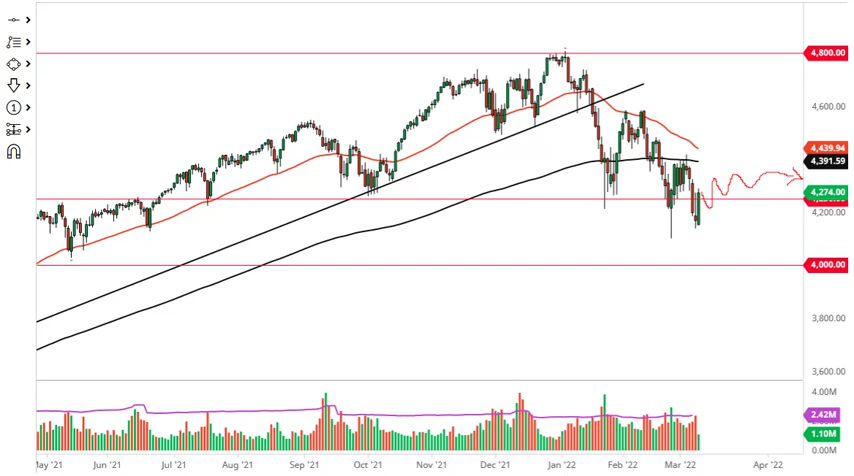 4,800.00
4,600.00
4,439.94
4,391.59
4,274.00
4,200.00
4,000.00
3,800.00
3,600.00
4.00M
2.42M
1.10M
0.00M
May '21 Jun '21 Jul '21 Aug '21 Sep '21 Oct '21 Nov '21 Dec '21 Jan '22 Feb '22 Mar '22 Apr '22